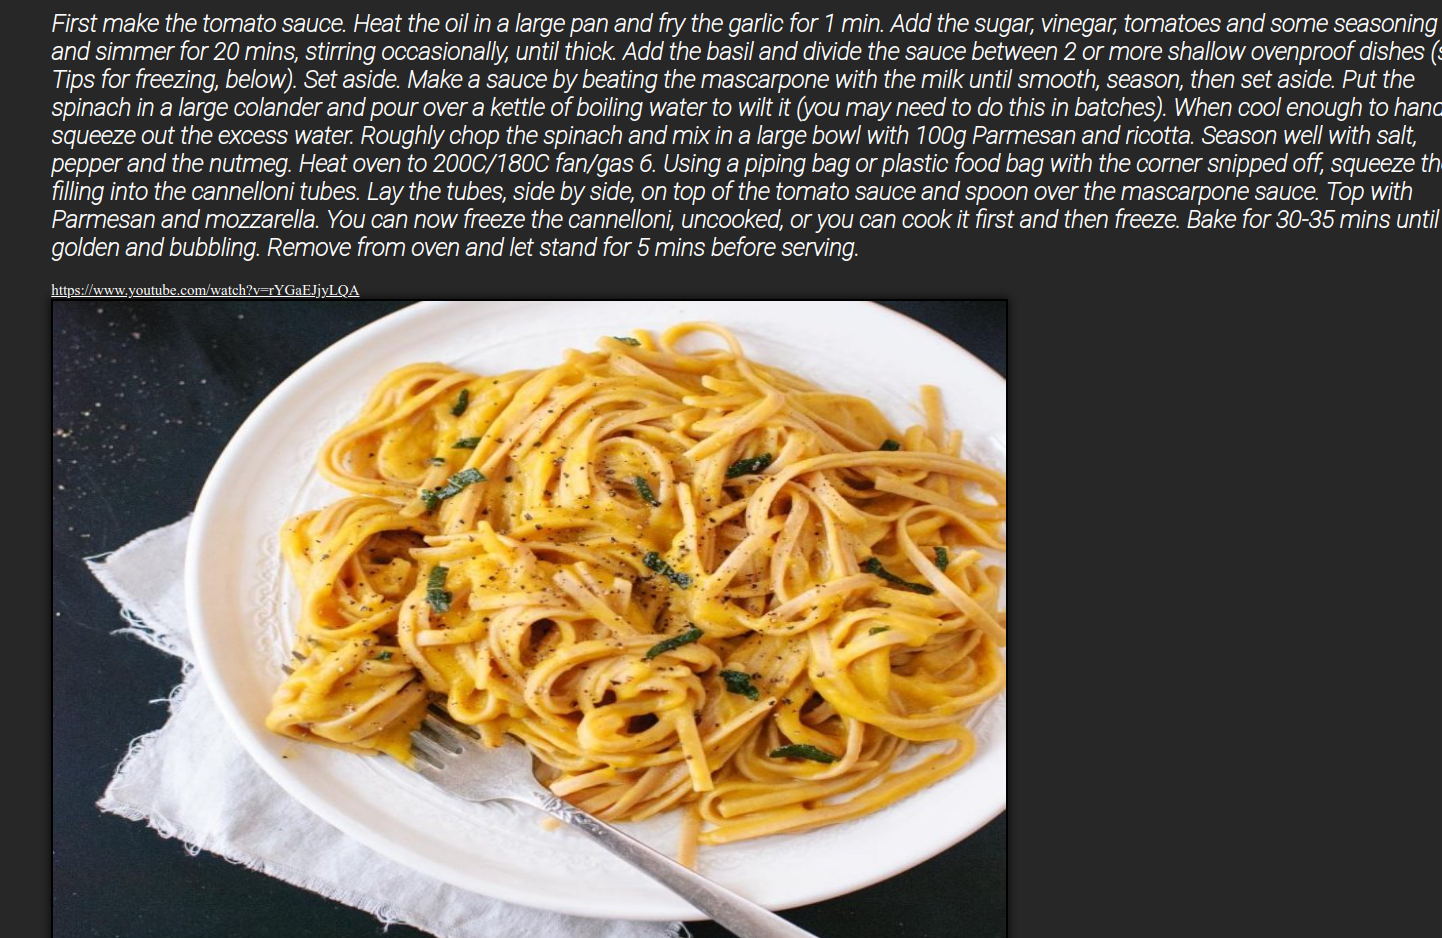 First make the tomato sauce. Heat the oil in a large pan and fry the garlic for 1 min. Add the sugar, vinegar, tomatoes and some seasoning
and simmer for 20 mins, stirring occasionally, until thick. Add the basil and divide the sauce between 2 or more shallow ovenproof dishes (
Tips for freezing, below). Set aside. Make a sauce by beating the mascarpone with the milk until smooth, season, then set aside. Put the
spinach in a large colander and pour over a kettle of boiling water to wilt it (you may need to do this in batches). When cool enough to
squeeze out the excess water. Roughly chop the spinach and mix in a large bowl with 100g Parmesan and ricotta. Season well with salt,
pepper and the nutmeg. Heat oven to 200C/180C fan/gas 6. Using a piping bag or plastic food bag with the corner snipped off, squeeze
filling into the cannelloni tubes. Lay the tubes, side by side, on top of the tomato sauce and spoon over the mascarpone sauce. Top with
Parmesan and mozzarella. You can now freeze the cannelloni, uncooked, or you can cook it first and then freeze. Bake for 30-35 mins until
golden and bubbling. Remove from oven and let stand for 5 mins before serving.
https://www.youtube.com/watch?v=rYGaEJjyLQA